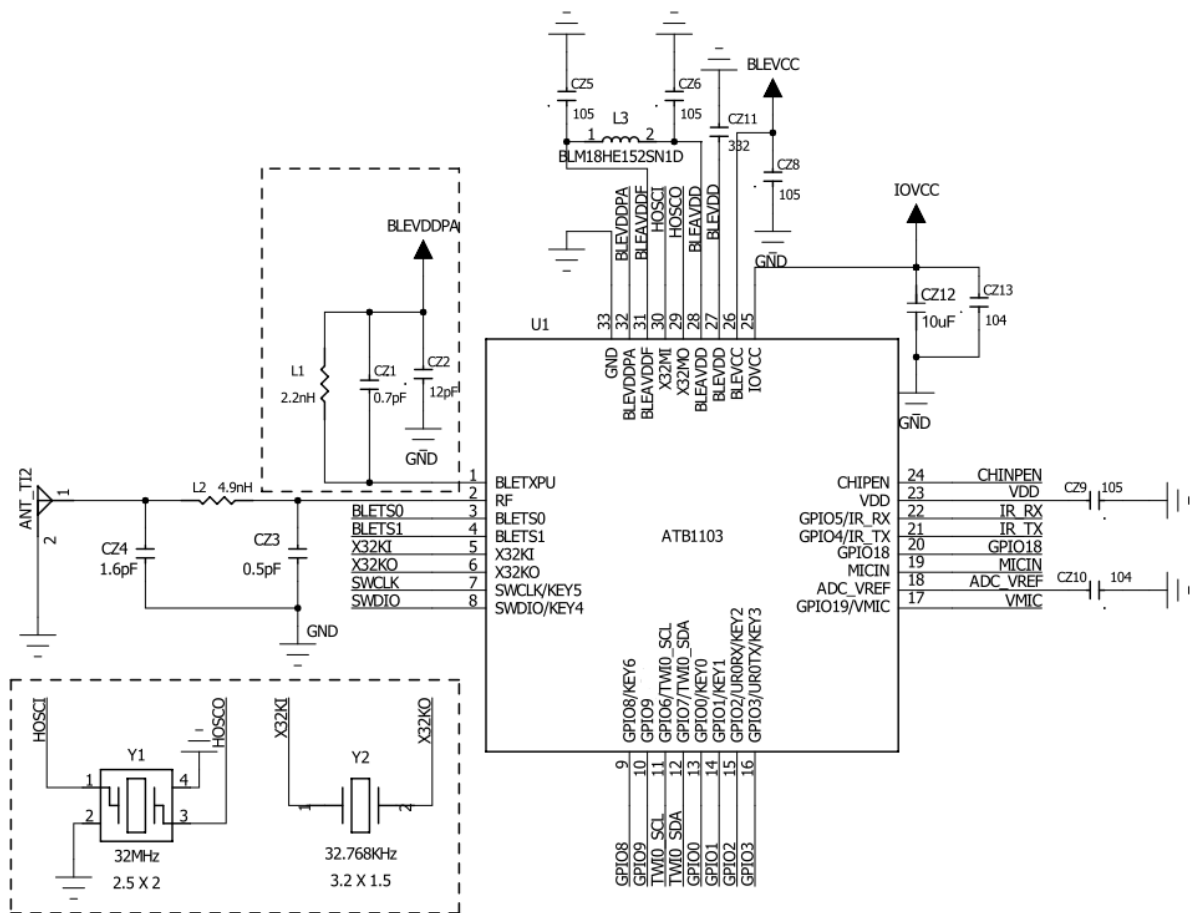 CZ5
105
CZ6
105
L3
1 2
BLM18HE152SN1D
CZ11
332
BLEVCC
CZ8
105
GND
IOVCC
CZ12
10uF
CZ13
104
GND
BLEVDDPA
BLEAVDDF
HOSCI
HOSCO
BLEAVDD
BLEVDD
BLEVDDPA
L1
2.2nH
CZ1
0.7pF
CZ2
12pF
GND
U1
33
32
31
30
29
28
27
26
25
GND
BLEVDDPA
BLEAVDDF
X32MI
X32MO
BLEAVDD
BLEVDD
BLEVCC
IOVCC
ANT_TI2
1
2
L2 4.9nH
CZ4
1.6pF
CZ3
0.5pF
GND
1 BLETXPU
2 RF
BLETS0 3 BLETS0
BLETS1 4 BLETS1
X32KI 5 X32KI
X32KO 6 X32KO
SWCLK 7 SWCLK/KEY5
SWDIO 8 SWDIO/KEY4
ATB1103
CHIPEN 24 CHINPEN
VDD 23 VDD CZ9 105
GPIO5/IR_RX 22 IR_RX
GPIO4/IR_TX 21 IR_TX
GPIO18 20 GPIO18
MICIN 19 MICIN
ADC_VREF 18 ADC_VREF CZ10 104
GPIO19/VMIC 17 VMIC
GPIO8/KEY6
GPIO9
GPIO6/TWI0_SCL
GPIO7/TWI0_SDA
GPIO0/KEY0
GPIO1/KEY1
GPIO2/UR0RX/KEY2
GPIO3/UR0TX/KEY3
9
10
11
12
13
14
15
16
GPIO8
GPIO9
TWI0_SCL
TWI0_SDA
GPIO0
GPIO1
GPIO2
GPIO3
HOSCI
HOSCO
Y1
1
4
2
3
32MHz
2.5 X 2
X32KI
X32KO
Y2
1
2
32.768KHz
3.2 X 1.5